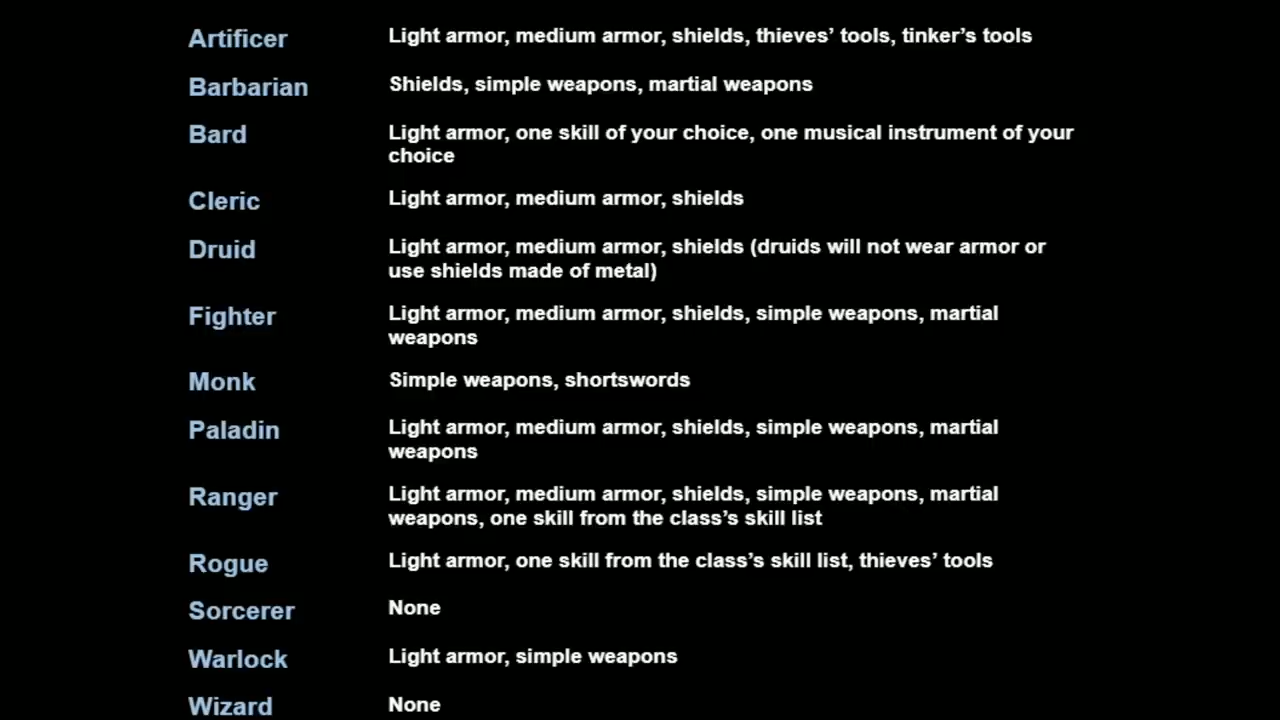 Artificer Light armor, medium armor, shields, thieves’ tools, tinker’s tools
Barbarian Shields, simple weapons, martial weapons
Bard Light armor, one skill of your choice, one musical instrument of your
choice
Cleric Light armor, medium armor, shields
Druid Light armor, medium armor, shields (druids will not wear armor or
use shields made of metal)
Fighter Light armor, medium armor, shields, simple weapons, martial
weapons
Monk Simple weapons, shortswords
Paladin Light armor, medium armor, shields, simple weapons, martial
weapons
Ranger Light armor, medium armor, shields, simple weapons, martial
weapons, one skill from the class’s skill list
Rogue Light armor, one skill from the class’s skill list, thieves’ tools
Sorcerer None
Warlock Light armor, simple weapons
Wizard None